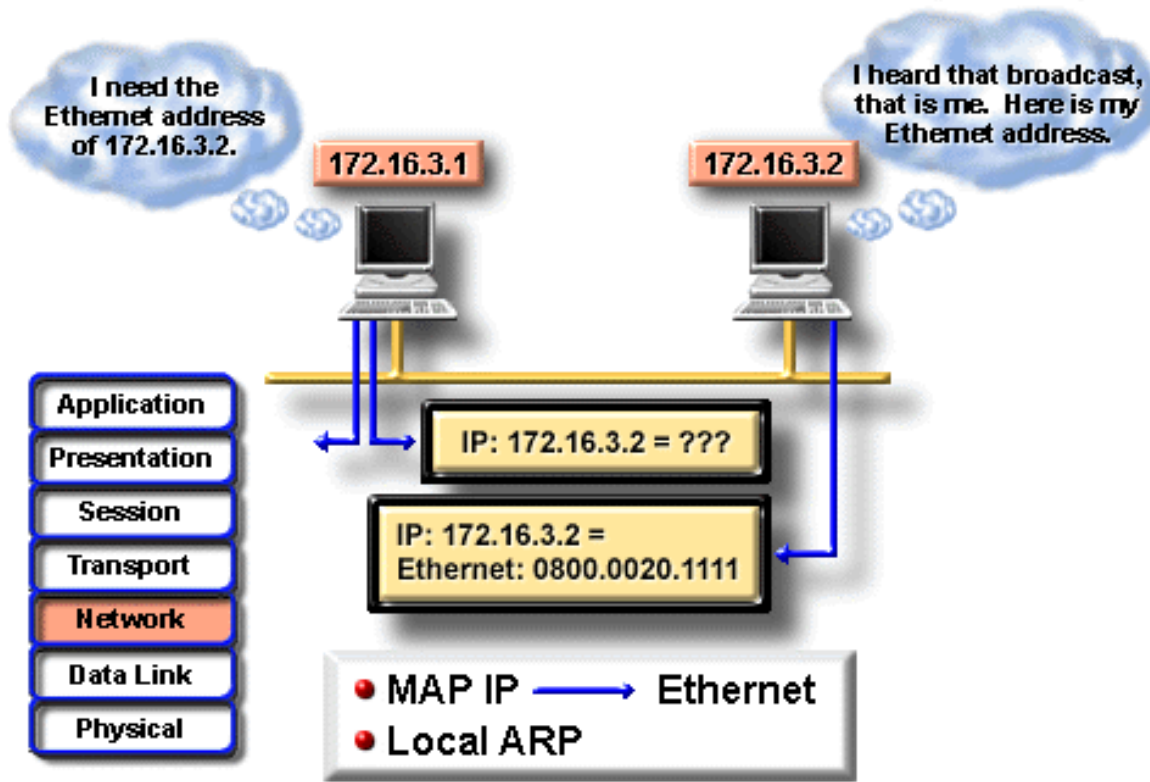 I need the
Ethernet address
of 172.16.3.2.
I heard that broadcast,
that is me. Here is my
Ethernet address.
172.16.3.1
172.16.3.2
Application
Presentation
Session
Transport
Network
Data Link
Physical
IP: 172.16.3.2 = ???
IP: 172.16.3.2 =
Ethernet: 0800.0020.1111
MAP IP Ethernet
Local ARP